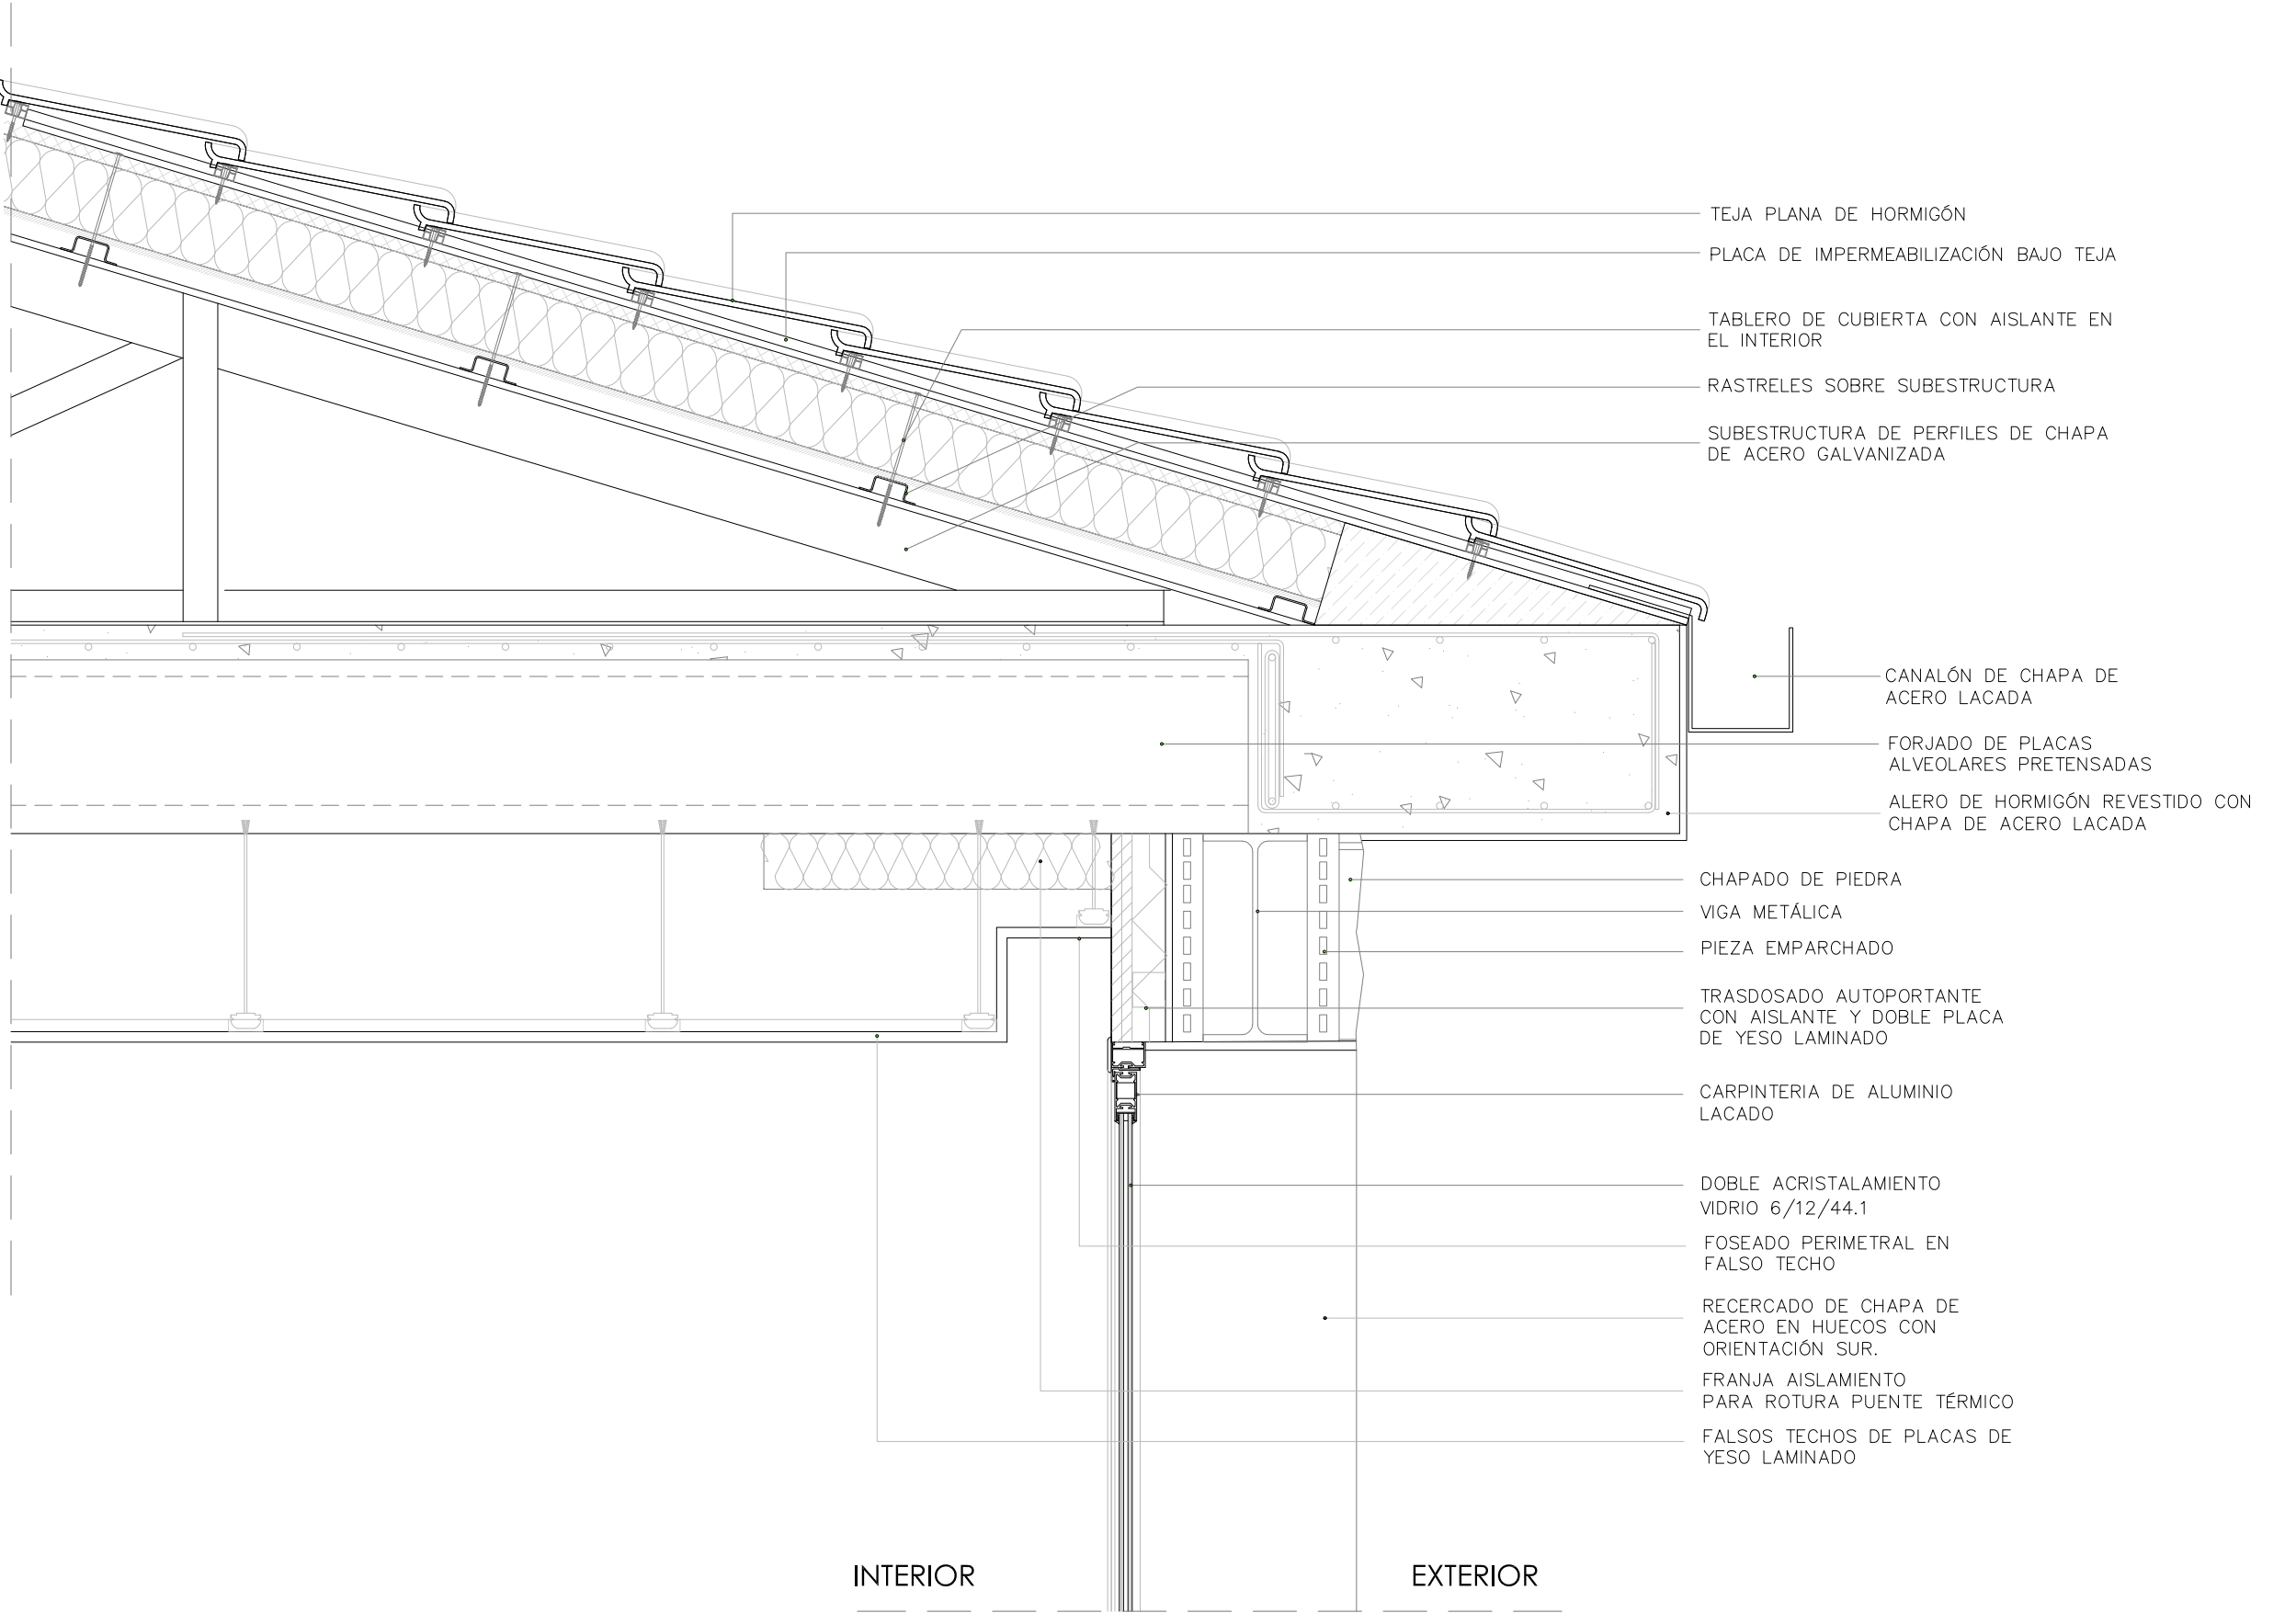 TEJA PLANA DE HORMIGÓN
PLACA DE IMPERMEABILIZACIÓN BAJO TEJA
TABLERO DE CUBIERTA CON AISLANTE EN
EL INTERIOR
RASTRELES SOBRE SUBESTRUCTURA
SUBESTRUCTURA DE PERFILES DE CHAPA
DE ACERO GALVANIZADA
CANALÓN DE CHAPA DE
ACERO LACADA
FORJADO DE PLACAS
ALVEOLARES PRETENSADAS
ALERO DE HORMIGÓN REVESTIDO CON
CHAPA DE ACERO LACADA
CHAPADO DE PIEDRA
VIGA METÁLICA
PIEZA EMPARCHADO
TRASDOSADO AUTOPORTANTE
CON AISLANTE Y DOBLE PLACA
DE YESO LAMINADO
CARPINTERIA DE ALUMINIO
LACADO
DOBLE ACRISTALAMIENTO
VIDRIO 6/12/44.1
FOSEADO PERIMETRAL EN
FALSO TECHO
RECERCADO DE CHAPA DE
ACERO EN HUECOS CON
ORIENTACIÓN SUR.
FRANJA AISLAMIENTO
PARA ROTURA PUENTE TÉRMICO
FALSOS TECHOS DE PLACAS DE
YESO LAMINADO
INTERIOR
EXTERIOR